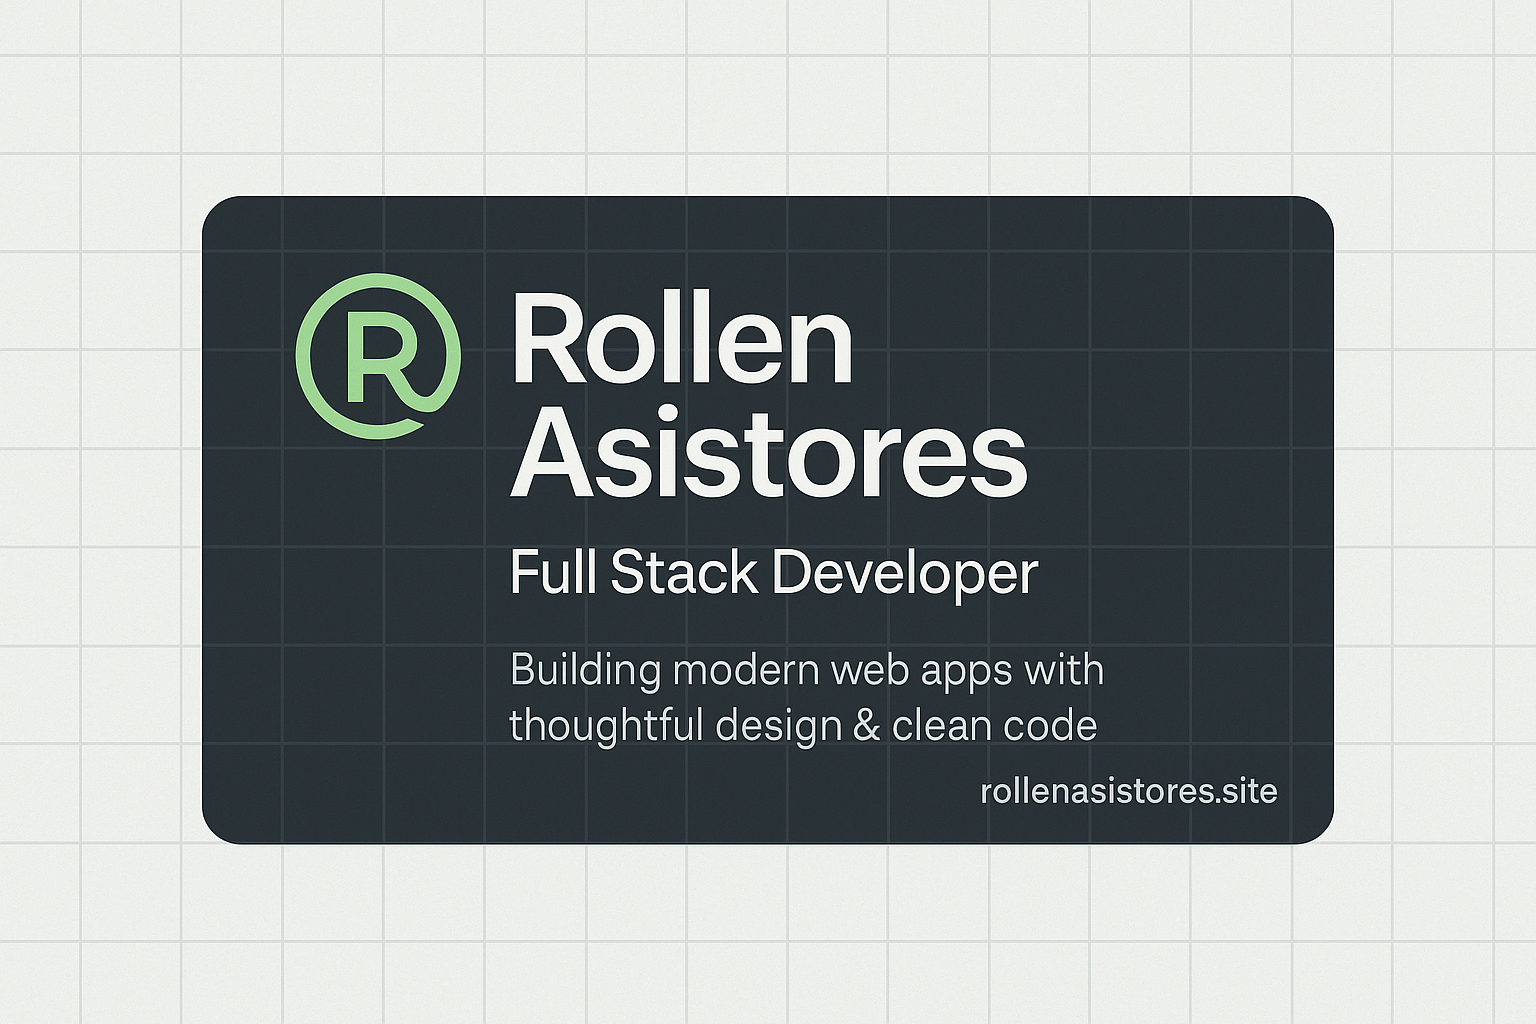 R
Rollen
Asistores
Full Stack Developer
Building modern web apps with
thoughtful design & clean code
rollenasistores.site